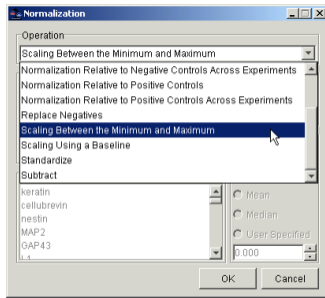 Normalization
Operation
Scaling Between the Minimum and Maximum
Normalization Relative to Negative Controls Across Experiments
Normalization Relative to Positive Controls
Normalization Relative to Positive Controls Across Experiments
Replace Negatives
Scaling Between the Minimum and Maximum
Scaling Using a Baseline
Standardize
Subtract
keratin
cellubrevin
nestin
MAP2
GAP43
Mean
Median
User Specified
0.000
OK
Cancel